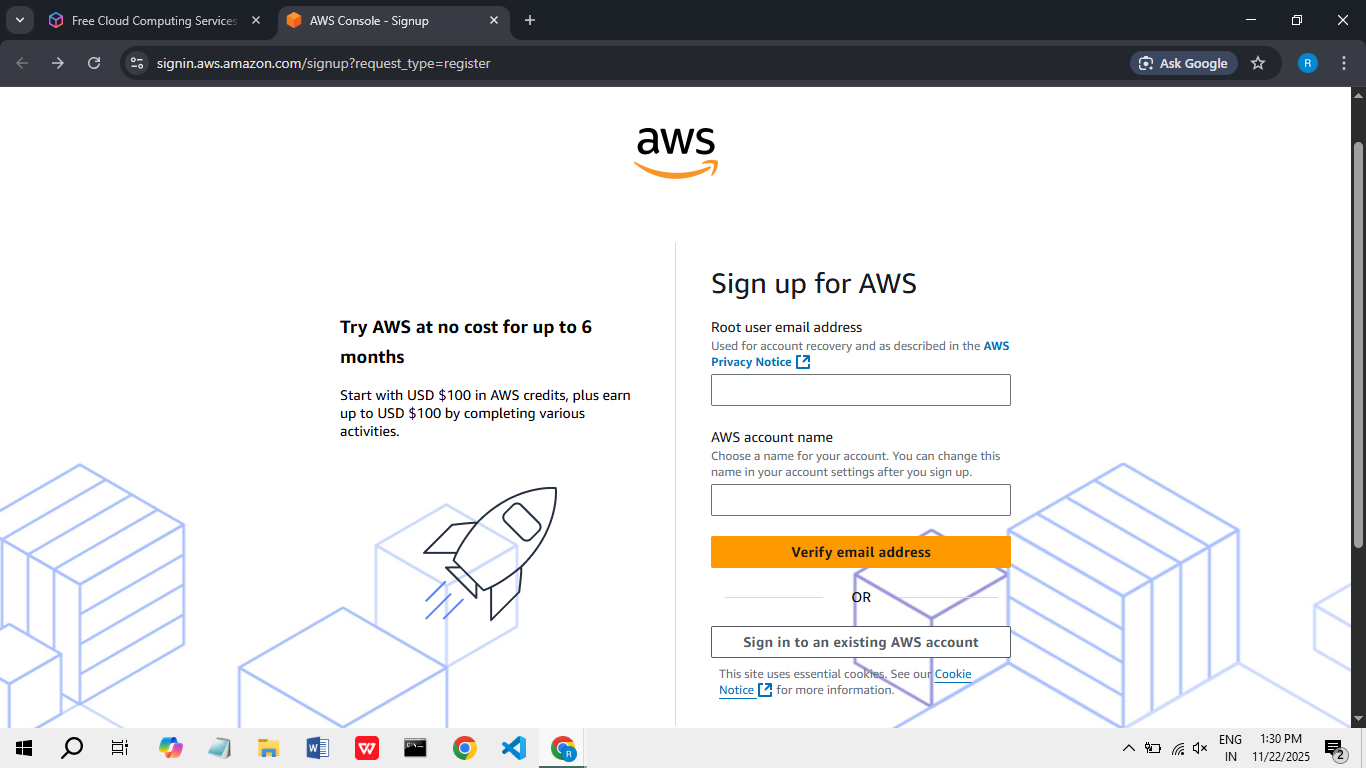 Free Cloud Computing Services
AWS Console - Signup
signin.aws.amazon.com/signup?request_type=register
Ask Google
R
aws
Try AWS at no cost for up to 6
months
Start with USD $100 in AWS credits, plus earn
up to USD $100 by completing various
activities.
Sign up for AWS
Root user email address
Used for account recovery and as described in the AWS
Privacy Notice
AWS account name
Choose a name for your account. You can change this
name in your account settings after you sign up.
Verify email address
OR
Sign in to an existing AWS account
This site uses essential cookies. See our Cookie
Notice for more information.
W
W
R
ENG
IN
1:30 PM
11/22/2025
2